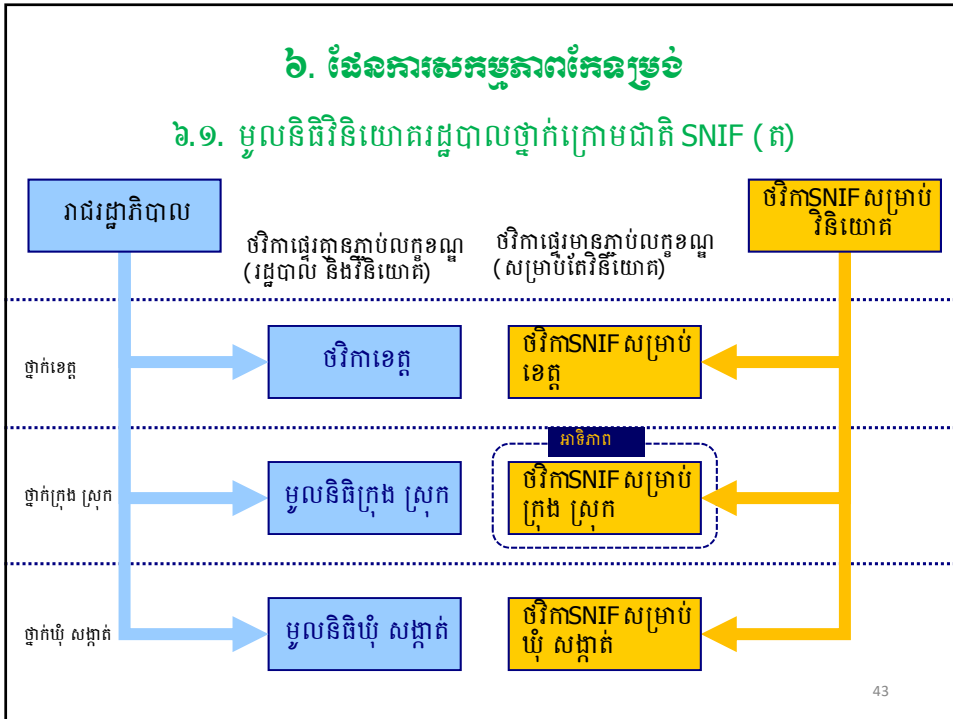 ៦. ផែនការសកម្មភាពកែទម្រង់
៦.១. មូលនិធិវិនិយោគរដ្ឋបាលថ្នាក់ក្រោមជាតិ SNIF (ត)
រាជរដ្ឋាភិបាល
ថវិកាផ្ទេរគ្មានភ្ជាប់លក្ខខណ្ឌ
(រដ្ឋបាល និងវិនិយោគ)
ថវិកាផ្ទេរមានភ្ជាប់លក្ខខណ្ឌ
(សម្រាប់តែវិនិយោគ)
ថវិកាSNIF សម្រាប់
វិនិយោគ
ថ្នាក់ខេត្ត
ថវិកាខេត្ត
ថវិកាSNIF សម្រាប់
ខេត្ត
អាទិភាព
ថ្នាក់ក្រុង ស្រុក
មូលនិធិក្រុង ស្រុក
ថវិកាSNIF សម្រាប់
ក្រុង ស្រុក
ថ្នាក់ឃុំ សង្កាត់
មូលនិធិឃុំ សង្កាត់
ថវិកាSNIF សម្រាប់
ឃុំ សង្កាត់
43